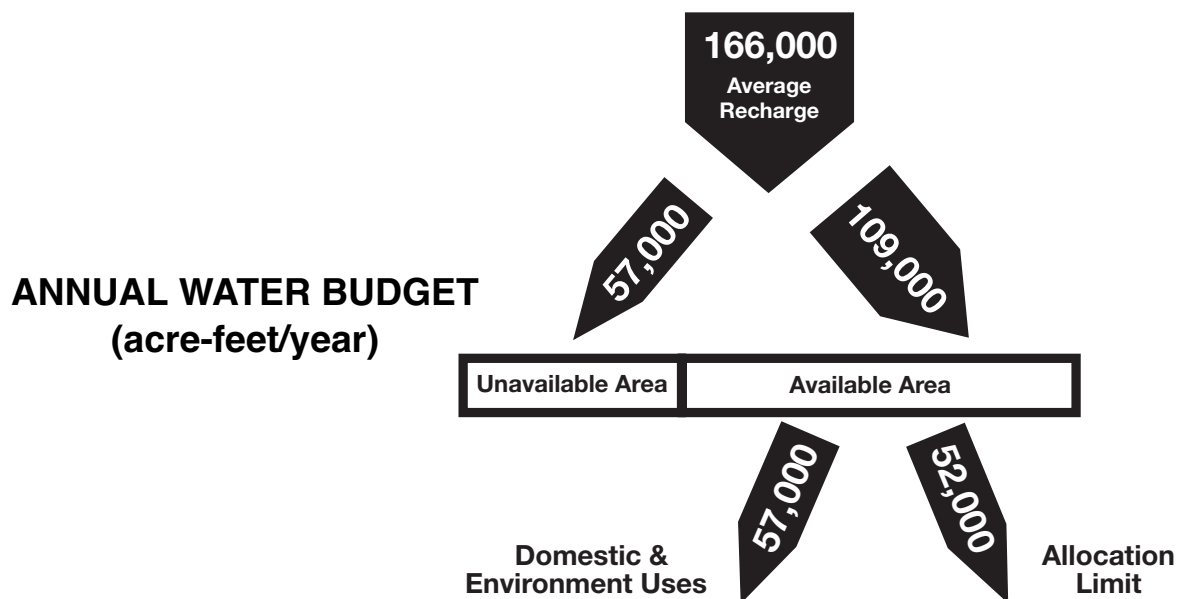 166,000
Average
Recharge
57,000
109,000
ANNUAL WATER BUDGET
(acre-feet/year)
Unavailable Area
Available Area
57,000
52,000
Domestic &
Environment Uses
Allocation
Limit